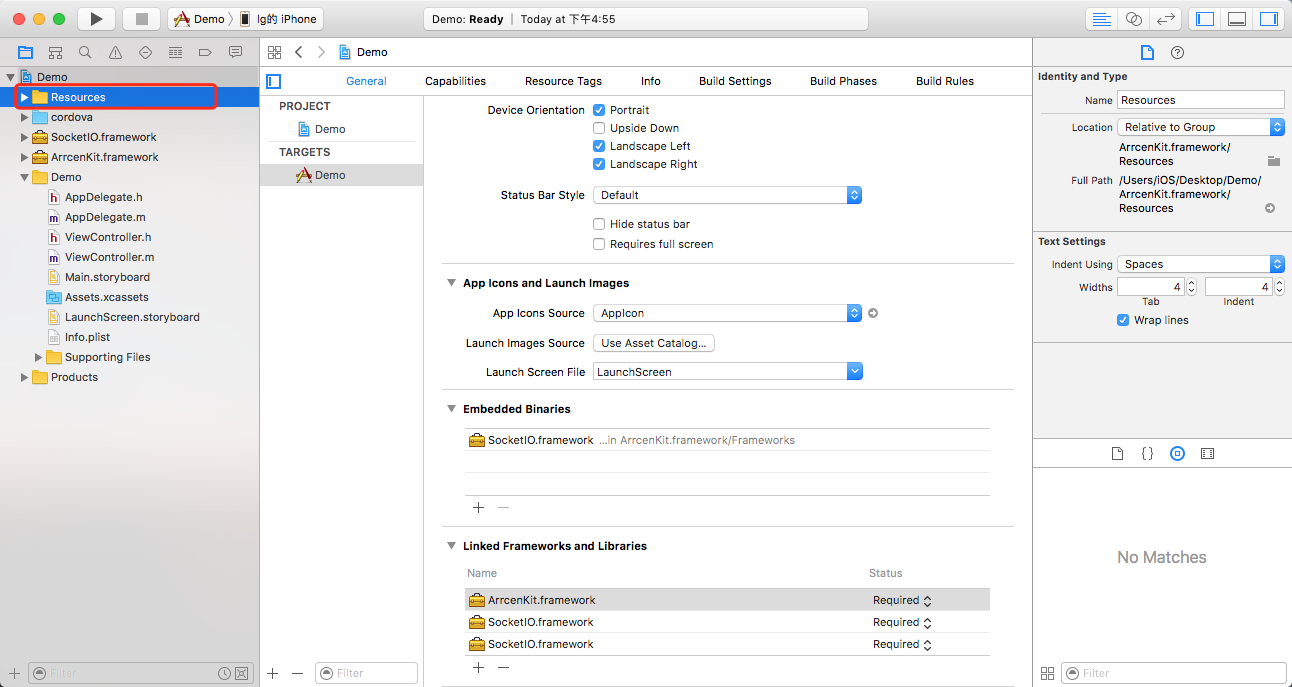 Demo
lg的 iPhone
Demo: Ready | Today at 下午4:55
Demo
Resources
cordova
SocketIO.framework
ArrcenKit.framework
Demo
AppDelegate.h
AppDelegate.m
ViewController.h
ViewController.m
Main.storyboard
Assets.xcassets
LaunchScreen.storyboard
Info.plist
Supporting Files
Products
Filter
Demo
General
Capabilities
Resource Tags
Info
Build Settings
Build Phases
Build Rules
PROJECT
Demo
TARGETS
Demo
Filter
Device Orientation
Portrait
Upside Down
Landscape Left
Landscape Right
Status Bar Style
Default
Hide status bar
Requires full screen
App Icons and Launch Images
App Icons Source
AppIcon
Launch Images Source
Use Asset Catalog...
Launch Screen File
LaunchScreen
Embedded Binaries
SocketIO.framework ...in ArrcenKit.framework/Frameworks
Linked Frameworks and Libraries
Name
Status
ArrcenKit.framework
Required
SocketIO.framework
Required
SocketIO.framework
Required
Identity and Type
Name
Resources
Location
Relative to Group
ArrcenKit.framework/
Resources
Full Path
/Users/iOS/Desktop/Demo/
ArrcenKit.framework/
Resources
Text Settings
Indent Using
Spaces
Widths
4
4
Tab
Indent
Wrap lines
No Matches
Filter